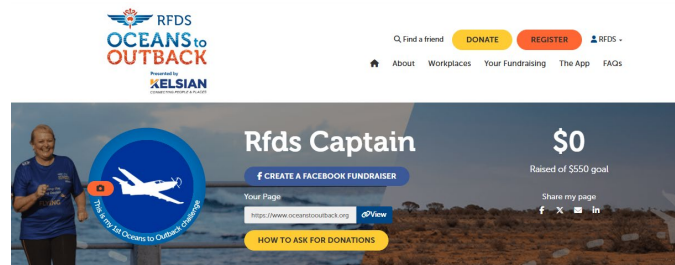 RFDS
OCEANS to
OUTBACK
Presented by
KELSIAN
CONNECTING PEOPLE & PLACES
Find a friend
DONATE
REGISTER
RFDS
About
Workplaces
Your Fundraising
The App
FAQs
FLYING
This is my 1st Oceans to Outback challenge
Rfds Captain
f CREATE A FACEBOOK FUNDRAISER
Your Page
https://www.oceanstooutback.org
View
HOW TO ASK FOR DONATIONS
$0
Raised of $550 goal
Share my page
f X in